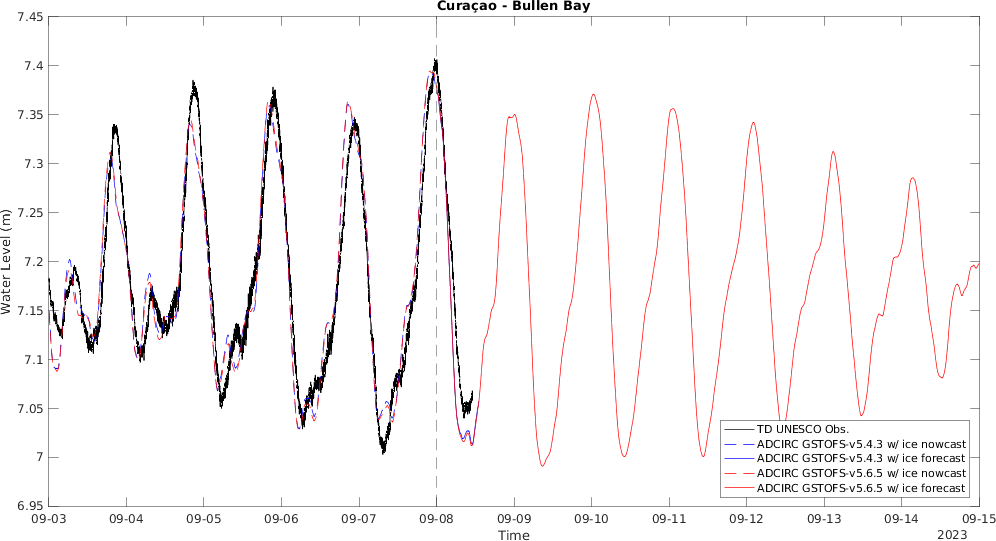 Curaçao - Bullen Bay
Water Level (m)
7.45
7.4
7.35
7.3
7.25
7.2
7.15
7.1
7.05
7
6.95
TD UNESCO Obs.
ADCIRC GSTOFS-v5.4.3 w/ ice nowcast
ADCIRC GSTOFS-v5.4.3 w/ ice forecast
ADCIRC GSTOFS-v5.6.5 w/ ice nowcast
ADCIRC GSTOFS-v5.6.5 w/ ice forecast
09-03 09-04 09-05 09-06 09-07 09-08 09-09 09-10 09-11 09-12 09-13 09-14 09-15
Time
2023